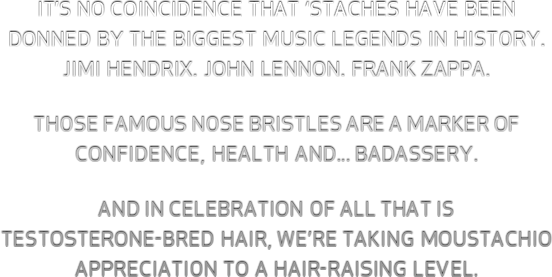 IT'S NO COINCIDENCE THAT 'STACHES HAVE BEEN
DONNED BY THE BIGGEST MUSIC LEGENDS IN HISTORY.
JIMI HENDRIX. JOHN LENNON. FRANK ZAPPA.
THOSE FAMOUS NOSE BRISTLES ARE A MARKER OF
CONFIDENCE, HEALTH AND... BADASSERY.
AND IN CELEBRATION OF ALL THAT IS
TESTOSTERONE-BRED HAIR, WE'RE TAKING MOUSTACHIO
APPRECIATION TO A HAIR-RAISING LEVEL.